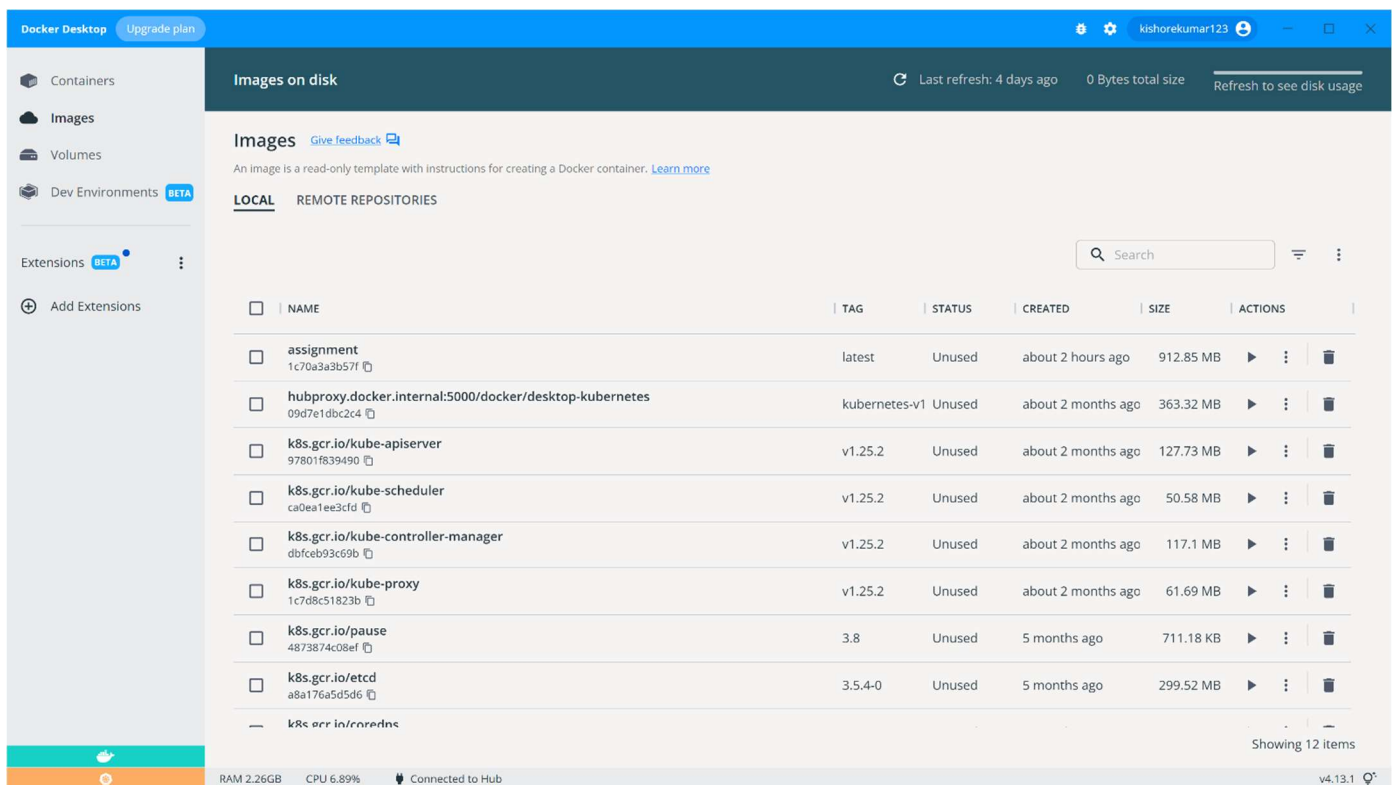 Docker Desktop Upgrade plan kishorekumar123
Containers
Images
Volumes
Dev Environments BETA
Extensions BETA
Add Extensions
Images on disk Last refresh: 4 days ago 0 Bytes total size Refresh to see disk usage
Images Give feedback
An image is a read-only template with instructions for creating a Docker container. Learn more
LOCAL REMOTE REPOSITORIES
Search
NAME TAG STATUS CREATED SIZE ACTIONS
assignment latest Unused about 2 hours ago 912.85 MB
1c70a3a3b57f
hubproxy.docker.internal:5000/docker/desktop-kubernetes kubernetes-v1 Unused about 2 months ago 363.32 MB
09d7e1dbc2c4
k8s.gcr.io/kube-apiserver v1.25.2 Unused about 2 months ago 127.73 MB
97801f839490
k8s.gcr.io/kube-scheduler v1.25.2 Unused about 2 months ago 50.58 MB
ca0ea1ee3cfd
k8s.gcr.io/kube-controller-manager v1.25.2 Unused about 2 months ago 117.1 MB
dbfceb93c69b
k8s.gcr.io/kube-proxy v1.25.2 Unused about 2 months ago 61.69 MB
1c7d8c51823b
k8s.gcr.io/pause 3.8 Unused 5 months ago 711.18 KB
4873874c08ef
k8s.gcr.io/etcd 3.5.4-0 Unused 5 months ago 299.52 MB
a8a176a5d5d6
k8s.gcr.io/coredns
Showing 12 items
RAM 2.26GB CPU 6.89% Connected to Hub v4.13.1